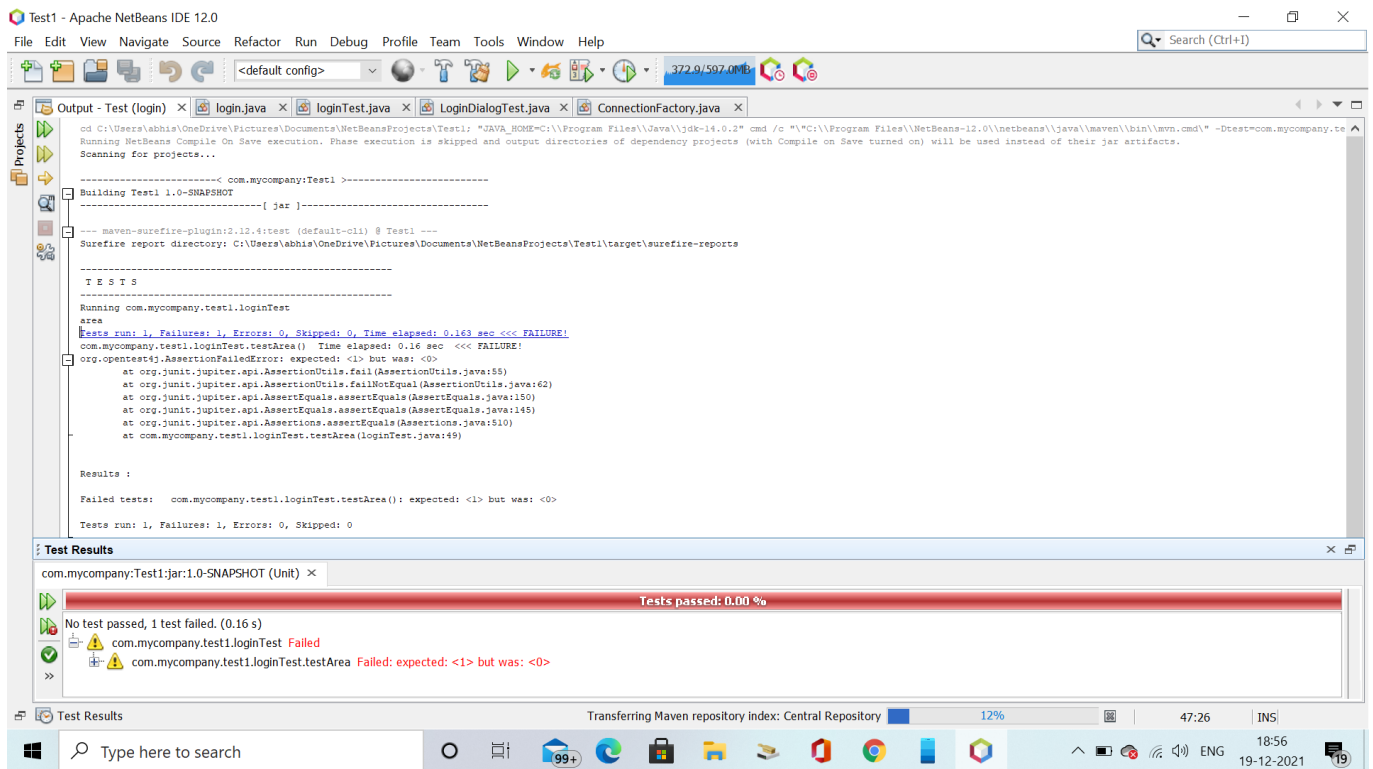 Test1 - Apache NetBeans IDE 12.0
File Edit View Navigate Source Refactor Run Debug Profile Team Tools Window Help
Search (Ctrl+I)
<default config>
372.9/597.0MB
Output - Test (login) login.java loginTest.java LoginDialogTest.java ConnectionFactory.java
Projects
cd C:\Users\abhis\OneDrive\Pictures\Documents\NetBeansProjects\Test1; "JAVA_HOME=C:\\Program Files\\Java\\jdk-14.0.2" cmd /c "\"C:\\Program Files\\NetBeans-12.0\\netbeans\\java\\maven\\bin\\mvn.cmd\" -Dtest=com.mycompany.te
Running NetBeans Compile On Save execution. Phase execution is skipped and output directories of dependency projects (with Compile on Save turned on) will be used instead of their jar artifacts.
Scanning for projects...
------------------------< com.mycompany:Test1 >-------------------------
Building Test1 1.0-SNAPSHOT
--------------------------------[ jar ]---------------------------------
--- maven-surefire-plugin:2.12.4:test (default-cli) @ Test1 ---
Surefire report directory: C:\Users\abhis\OneDrive\Pictures\Documents\NetBeansProjects\Test1\target\surefire-reports
-------------------------------------------------------
T E S T S
-------------------------------------------------------
Running com.mycompany.test1.loginTest
area
Tests run: 1, Failures: 1, Errors: 0, Skipped: 0, Time elapsed: 0.163 sec <<< FAILURE!
com.mycompany.test1.loginTest.testArea() Time elapsed: 0.16 sec <<< FAILURE!
org.opentest4j.AssertionFailedError: expected: <1> but was: <0>
at org.junit.jupiter.api.AssertionUtils.fail(AssertionUtils.java:55)
at org.junit.jupiter.api.AssertionUtils.failNotEqual(AssertionUtils.java:62)
at org.junit.jupiter.api.AssertEquals.assertEquals(AssertEquals.java:150)
at org.junit.jupiter.api.AssertEquals.assertEquals(AssertEquals.java:145)
at org.junit.jupiter.api.Assertions.assertEquals(Assertions.java:510)
at com.mycompany.test1.loginTest.testArea(loginTest.java:49)
Results :
Failed tests: com.mycompany.test1.loginTest.testArea(): expected: <1> but was: <0>
Tests run: 1, Failures: 1, Errors: 0, Skipped: 0
Test Results
com.mycompany:Test1:jar:1.0-SNAPSHOT (Unit)
Tests passed: 0.00 %
No test passed, 1 test failed. (0.16 s)
com.mycompany.test1.loginTest Failed
com.mycompany.test1.loginTest.testArea Failed: expected: <1> but was: <0>
Test Results
Transferring Maven repository index: Central Repository 12% 47:26 INS
Type here to search
99+
ENG
18:56
19-12-2021
19